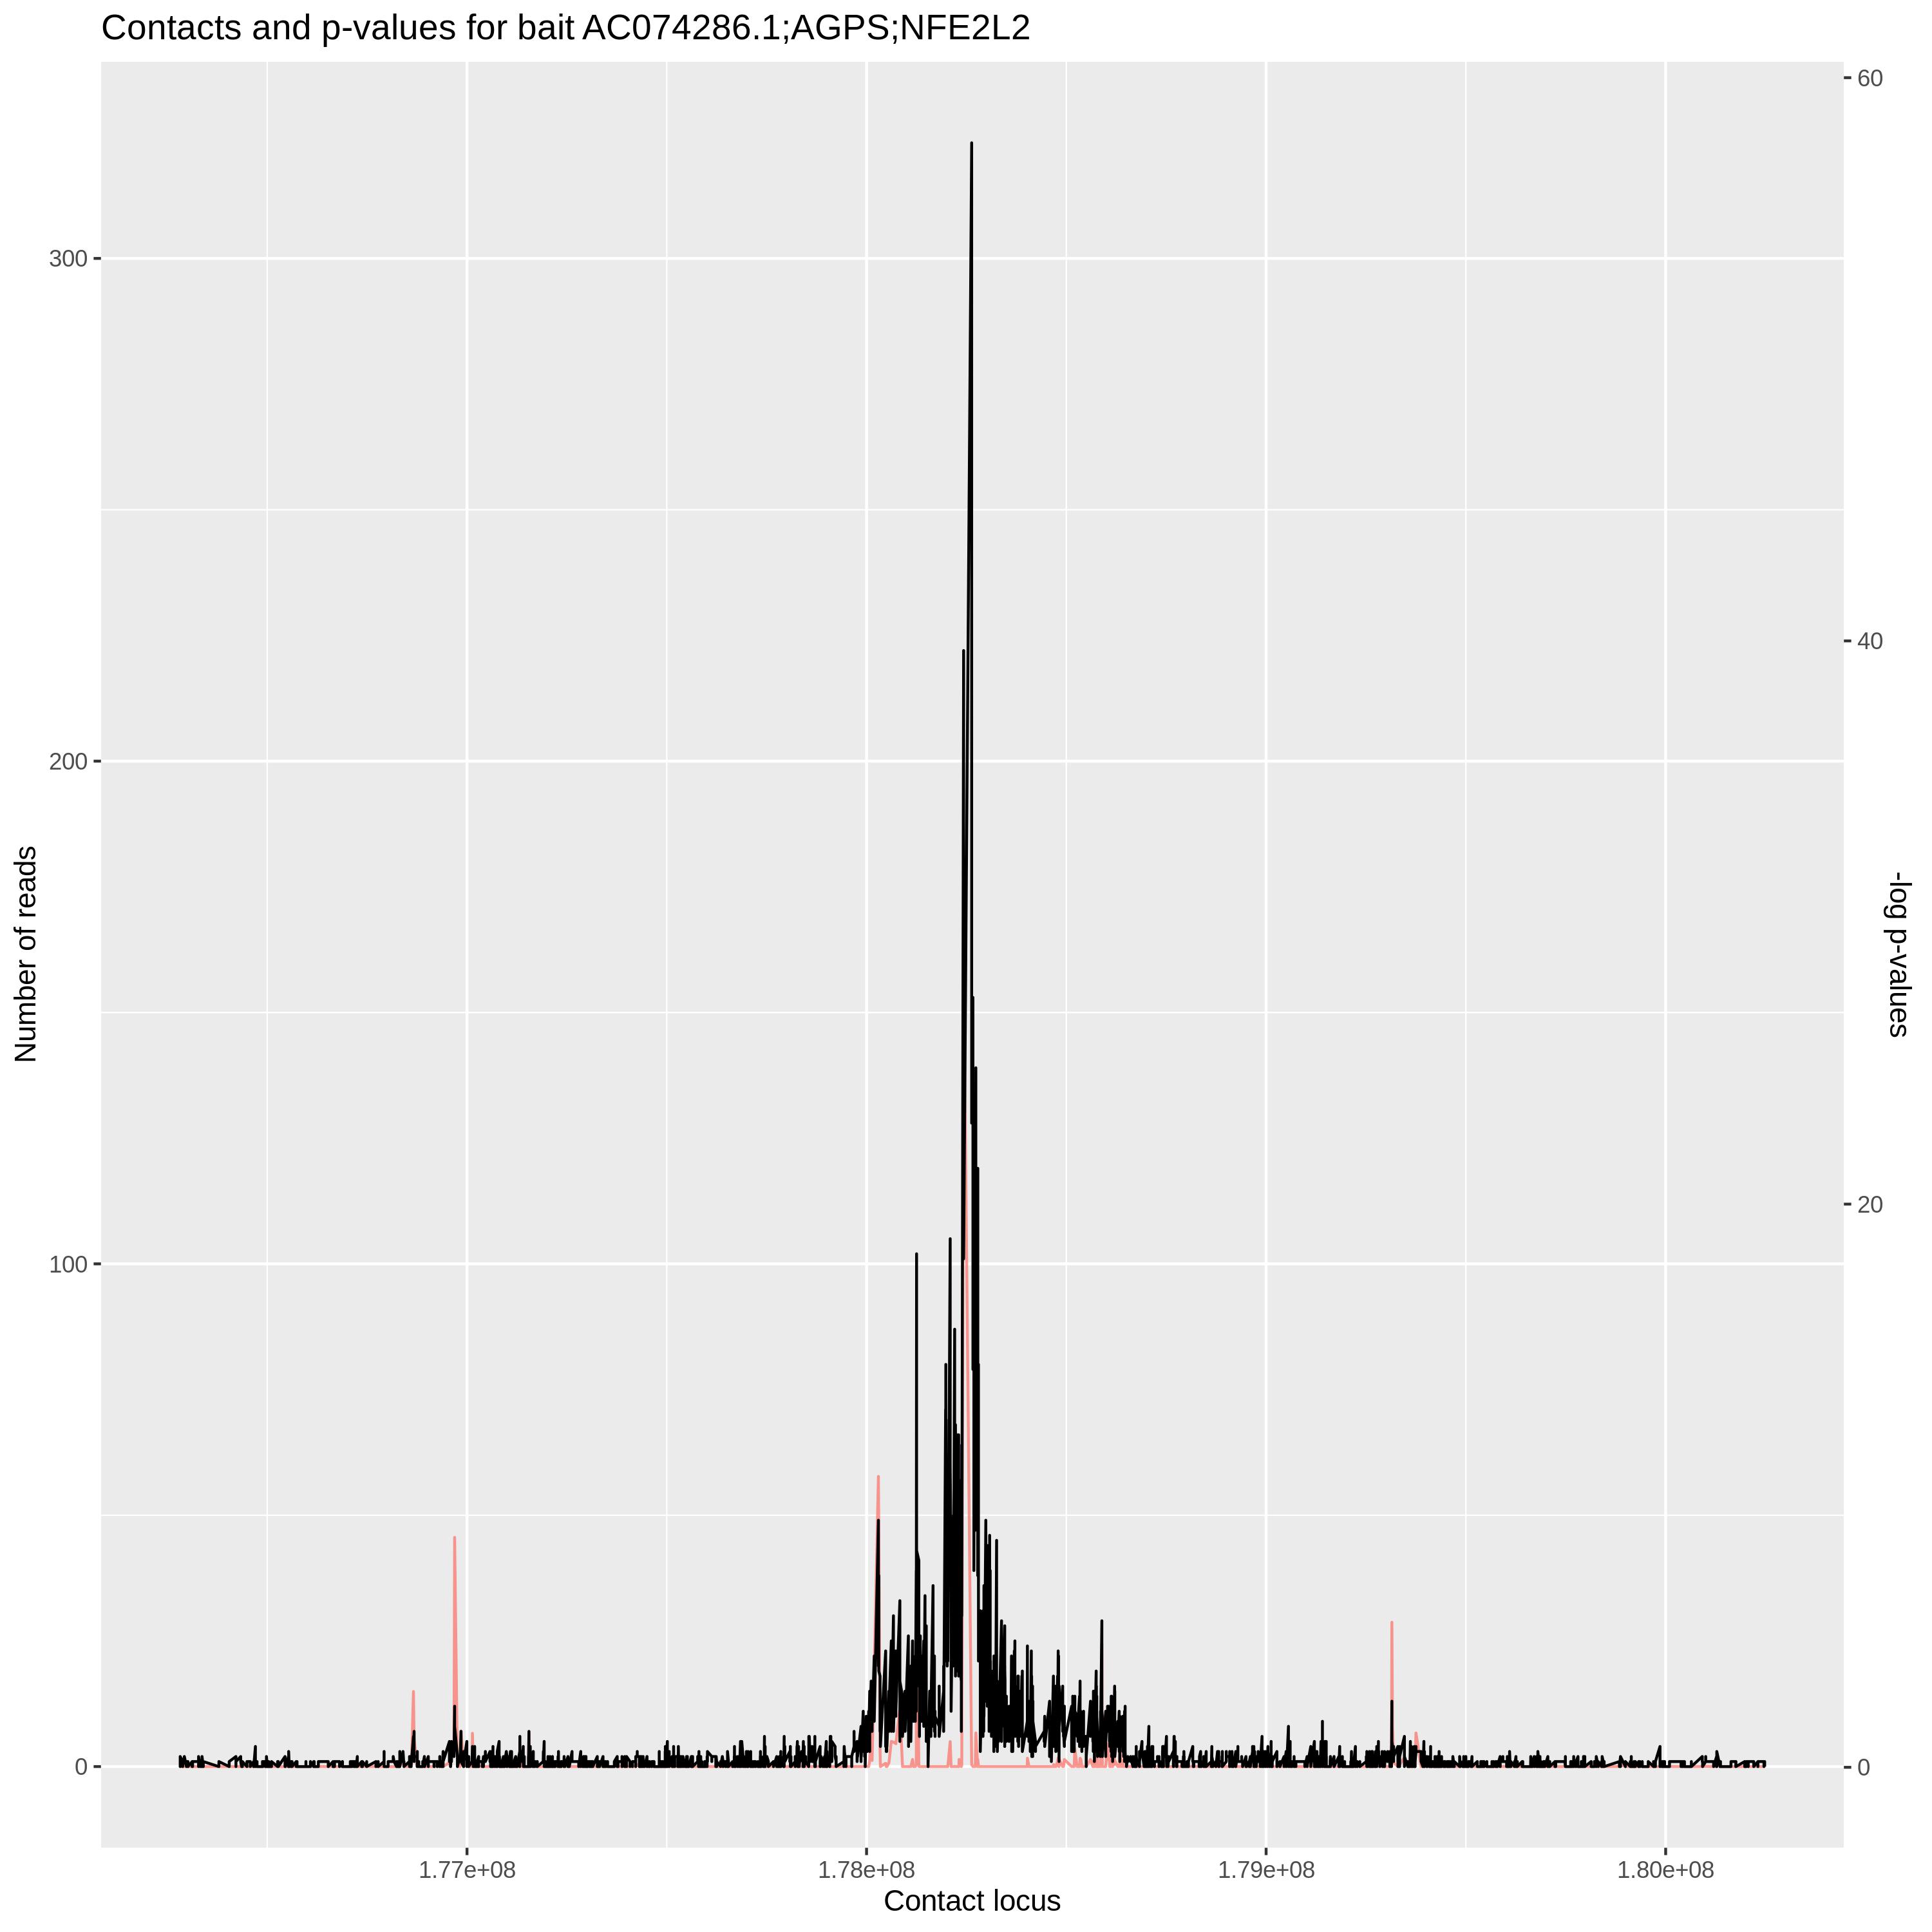 Contacts and p-values for bait AC074286.1;AGPS;NFE2L2
Number of reads
300
200
100
0
60
40
20
0
-log p-values
1.77e+08
1.78e+08
1.79e+08
1.80e+08
Contact locus